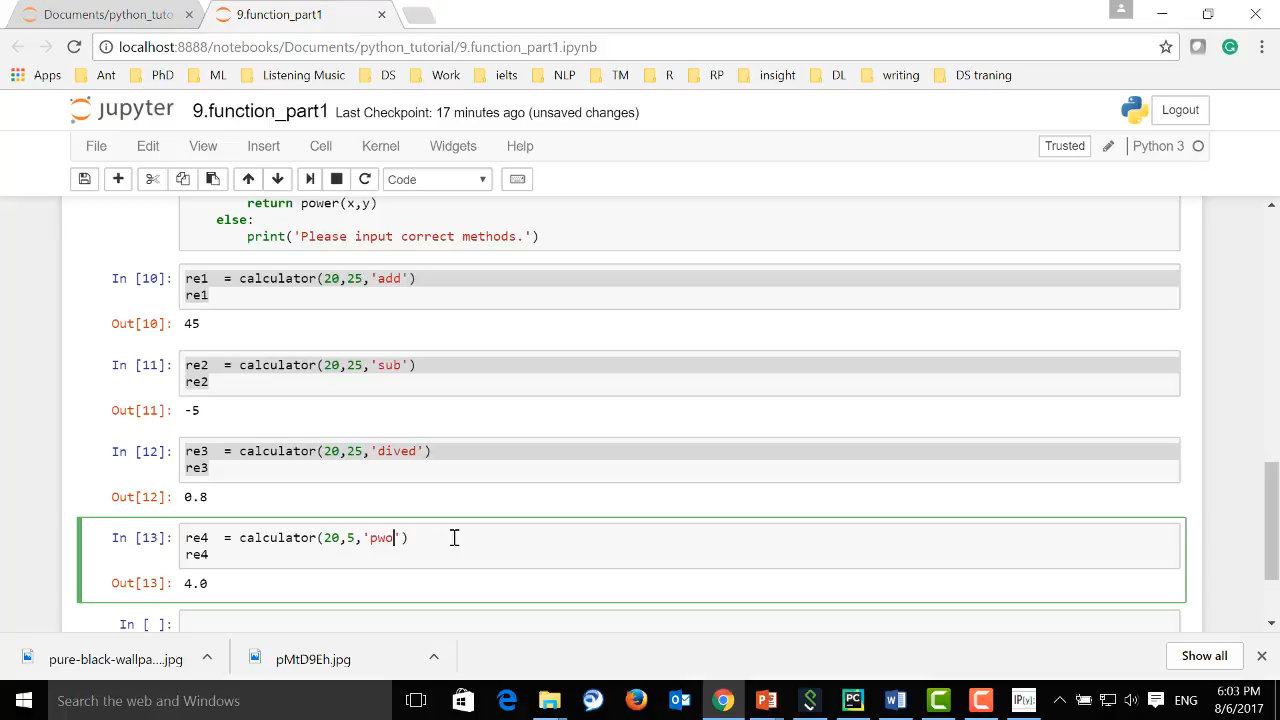 Documents/python_tuto
9.function_part1
localhost:8888/notebooks/Documents/python_tutorial/9.function_part1.ipynb
Apps Ant PhD ML Listening Music DS Work ielts NLP TM R RC insight DL writing DS traning
jupyter 9.function_part1 Last Checkpoint: 17 minutes ago (unsaved changes) Logout
File Edit View Insert Cell Kernel Widgets Help Trusted Python 3
Code
return power(x,y)
else:
print('Please input correct methods.')
In [10]: re1 = calculator(20,25,'add')
re1
Out[10]: 45
In [11]: re2 = calculator(20,25,'sub')
re2
Out[11]: -5
In [12]: re3 = calculator(20,25,'dived')
re3
Out[12]: 0.8
In [13]: re4 = calculator(20,5,'pwo')
re4
Out[13]: 4.0
In [ ]:
pure-black-wallpa....jpg pMtD9Eh.jpg Show all
Search the web and Windows
ENG
6:03 PM
8/6/2017